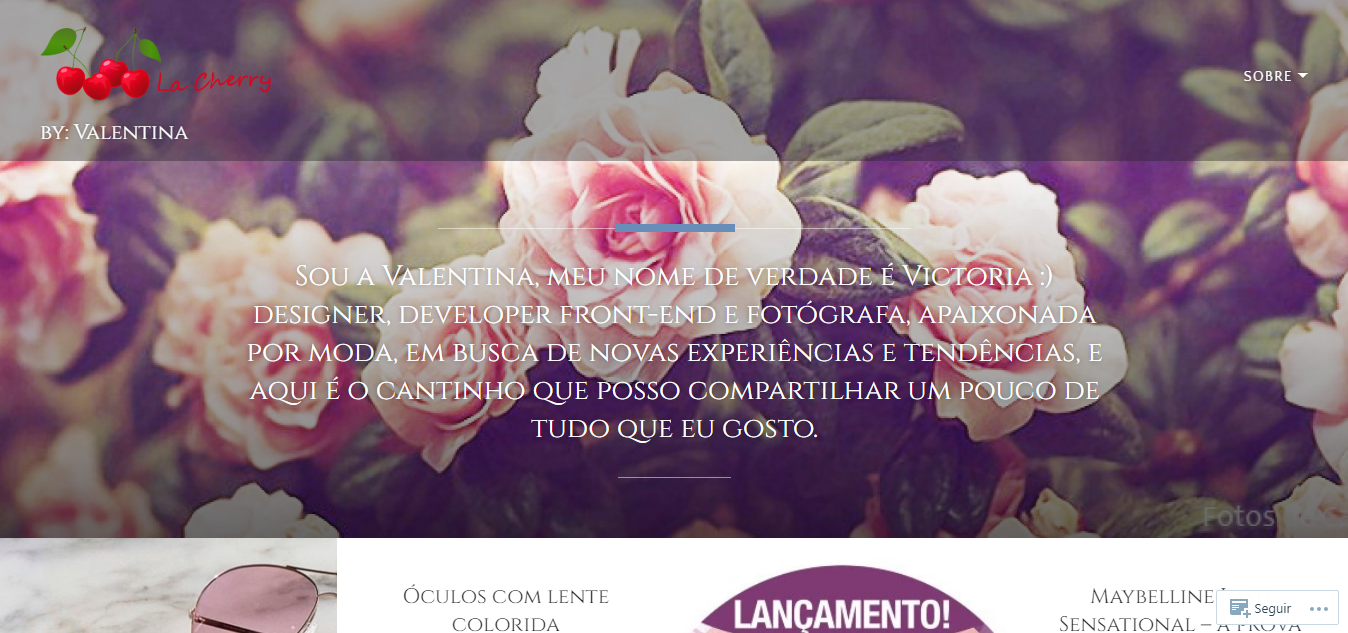 La Cherry
SOBRE
BY: VALENTINA
SOU A VALENTINA, MEU NOME DE VERDADE É VICTORIA :)
DESIGNER, DEVELOPER FRONT-END E FOTÓGRAFA, APAIXONADA
POR MODA, EM BUSCA DE NOVAS EXPERIÊNCIAS E TENDÊNCIAS, E
AQUI É O CANTINHO QUE POSSO COMPARTILHAR UM POUCO DE
TUDO QUE EU GOSTO.
Fotos
ÓCULOS COM LENTE
COLORIDA
LANÇAMENTO!
MAYBELLINE
SENSATIONAL – A PROVA
Seguir